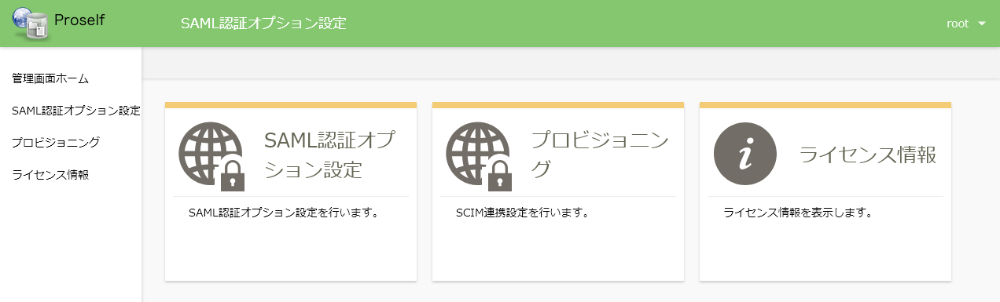 Proself
SAML認証オプション設定
root
管理画面ホーム
SAML認証オプション設定
プロビジョニング
ライセンス情報
SAML認証オプ
ション設定
SAML認証オプション設定を行います。
プロビジョニン
グ
SCIM連携設定を行います。
ライセンス情報
ライセンス情報を表示します。